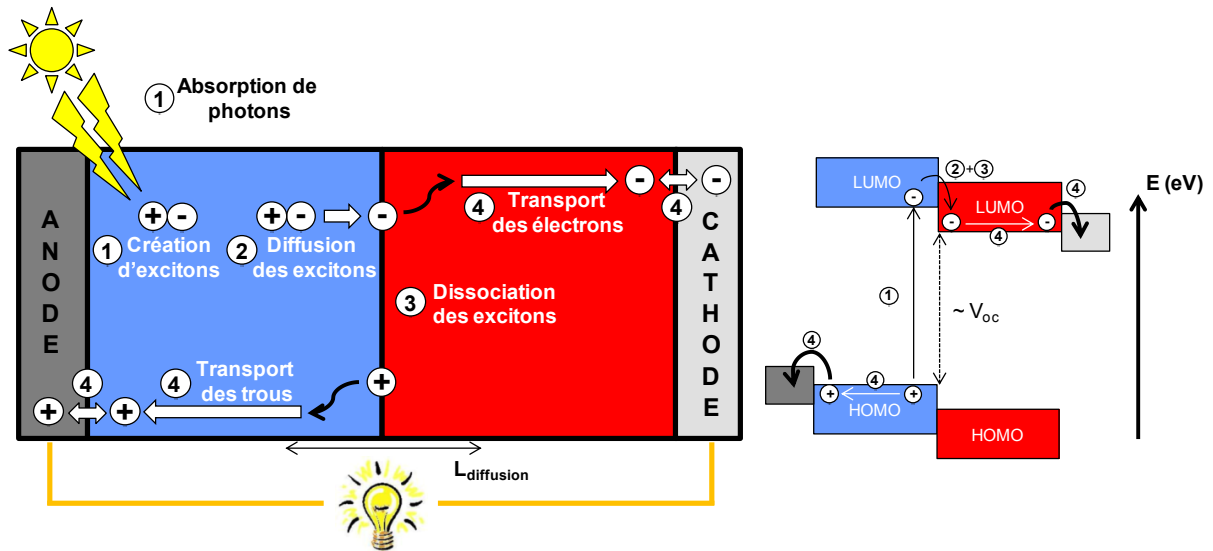 1 Absorption de
photons
ANODE
+ -
1 Création
d'excitons
+ - -
2 Diffusion
des excitons
4 Transport
des électrons
- 4 -
CATHODE
3 Dissociation
des excitons
4 Transport
des trous
+
4
+ +
Ldiffusion
LUMO
2+3
-
LUMO
4
- -
4
E (eV)
1
~ Voc
4
4
+ +
HOMO
HOMO